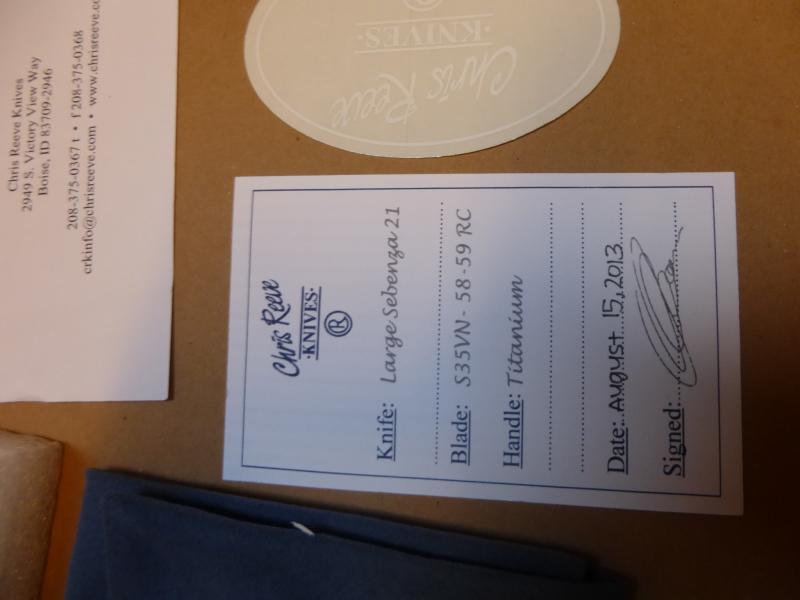 Chris Reeve Knives
2949 S. Victory View Way
Boise, ID 83709-2946
208-375-0367 t • f 208-375-0368
crkinfo@chrisreeve.com • www.chrisreeve.co
Chris Reeve
·KNIVES·
Chris Reeve
·KNIVES·
®
Knife: Large Sebenza 21
Blade: S35VN - 58-59 RC
Handle: Titanium
Date: August 15, 2013
Signed: